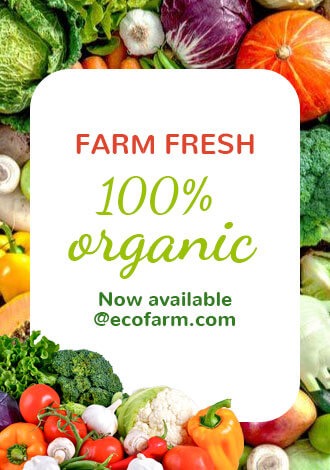 FARM FRESH
100%
organic
Now available
@ecofarm.com